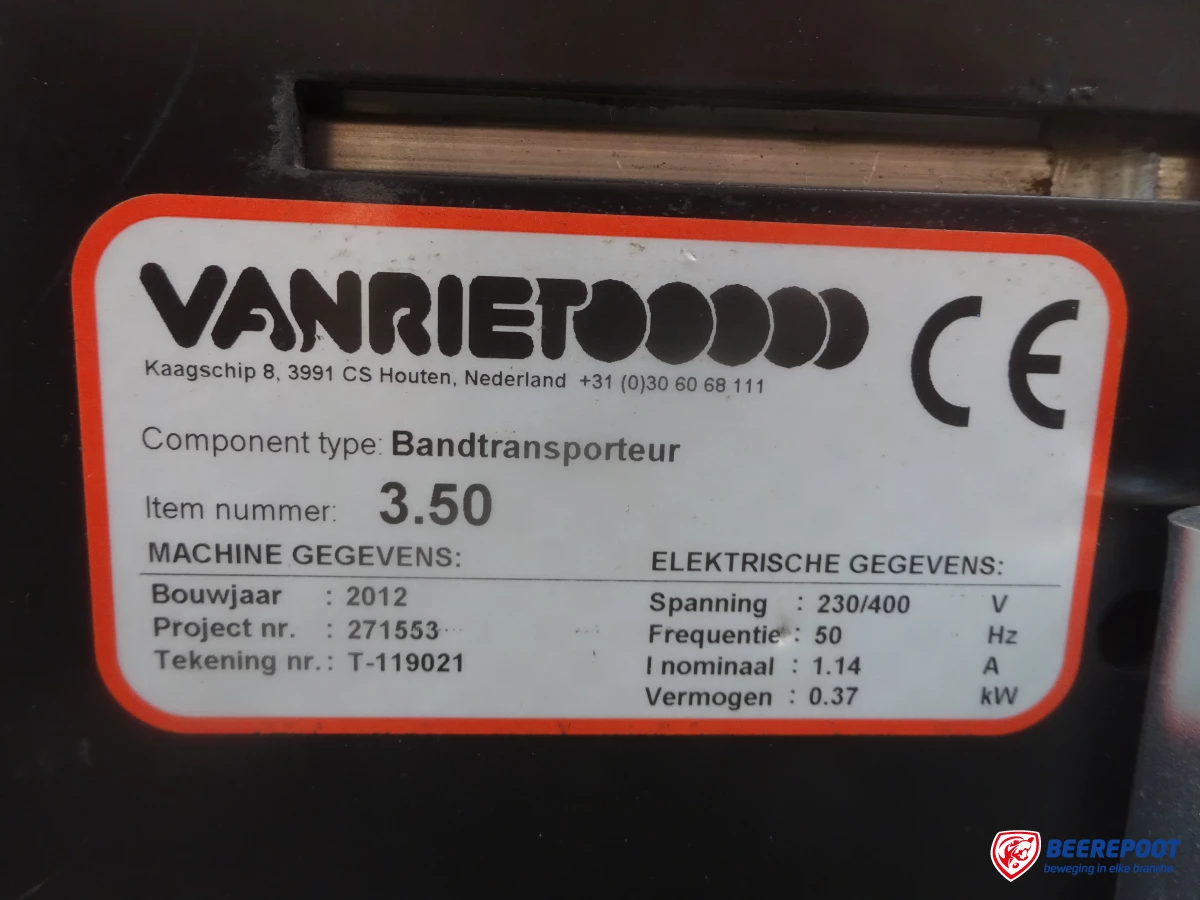 VANRIET
CE
Kaagschip 8, 3991 CS Houten, Nederland +31 (0)30 60 68 111
Component type: Bandtransporteur
Item nummer: 3.50
MACHINE GEGEVENS:
Bouwjaar : 2012
Project nr. : 271553
Tekening nr.: T-119021
ELEKTRISCHE GEGEVENS:
Spanning : 230/400 V
Frequentie : 50 Hz
I nominaal : 1.14 A
Vermogen : 0.37 kW
BEEREPOOT
beweging in elke branche